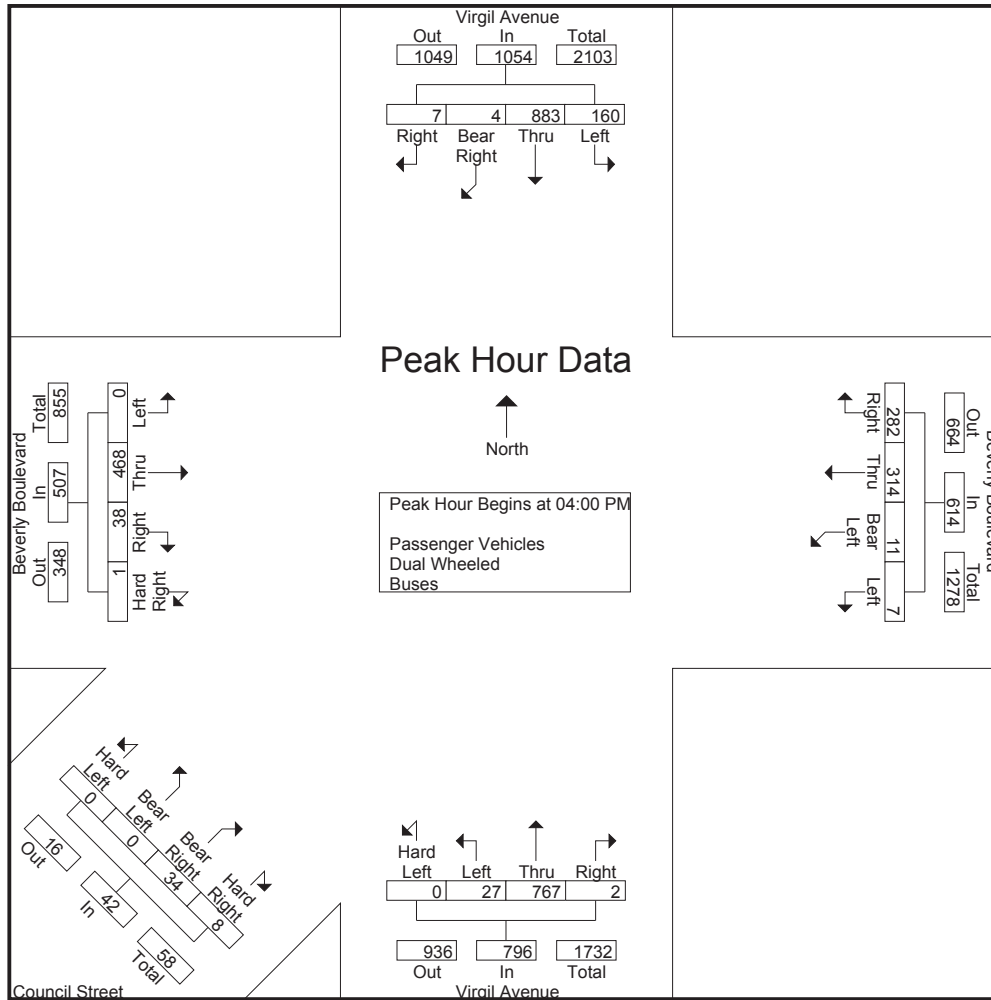 Virgil Avenue
Out In Total
1049 1054 2103
7 4 883 160
Right Bear Right Thru Left
Peak Hour Data
North
Peak Hour Begins at 04:00 PM
Passenger Vehicles
Dual Wheeled
Buses
Beverly Boulevard
Total In Out
855 507 348
0 468 38 1
Left Thru Right Hard Right
Beverly Boulevard
Out In Total
664 614 1278
282 314 11 7
Right Thru Bear Left Left
Hard Left Bear Left Bear Right Hard Right
0 0 34 8
16 42 58
Out In Total
Council Street
Hard Left Left Thru Right
0 27 767 2
936 796 1732
Out In Total
Virgil Avenue